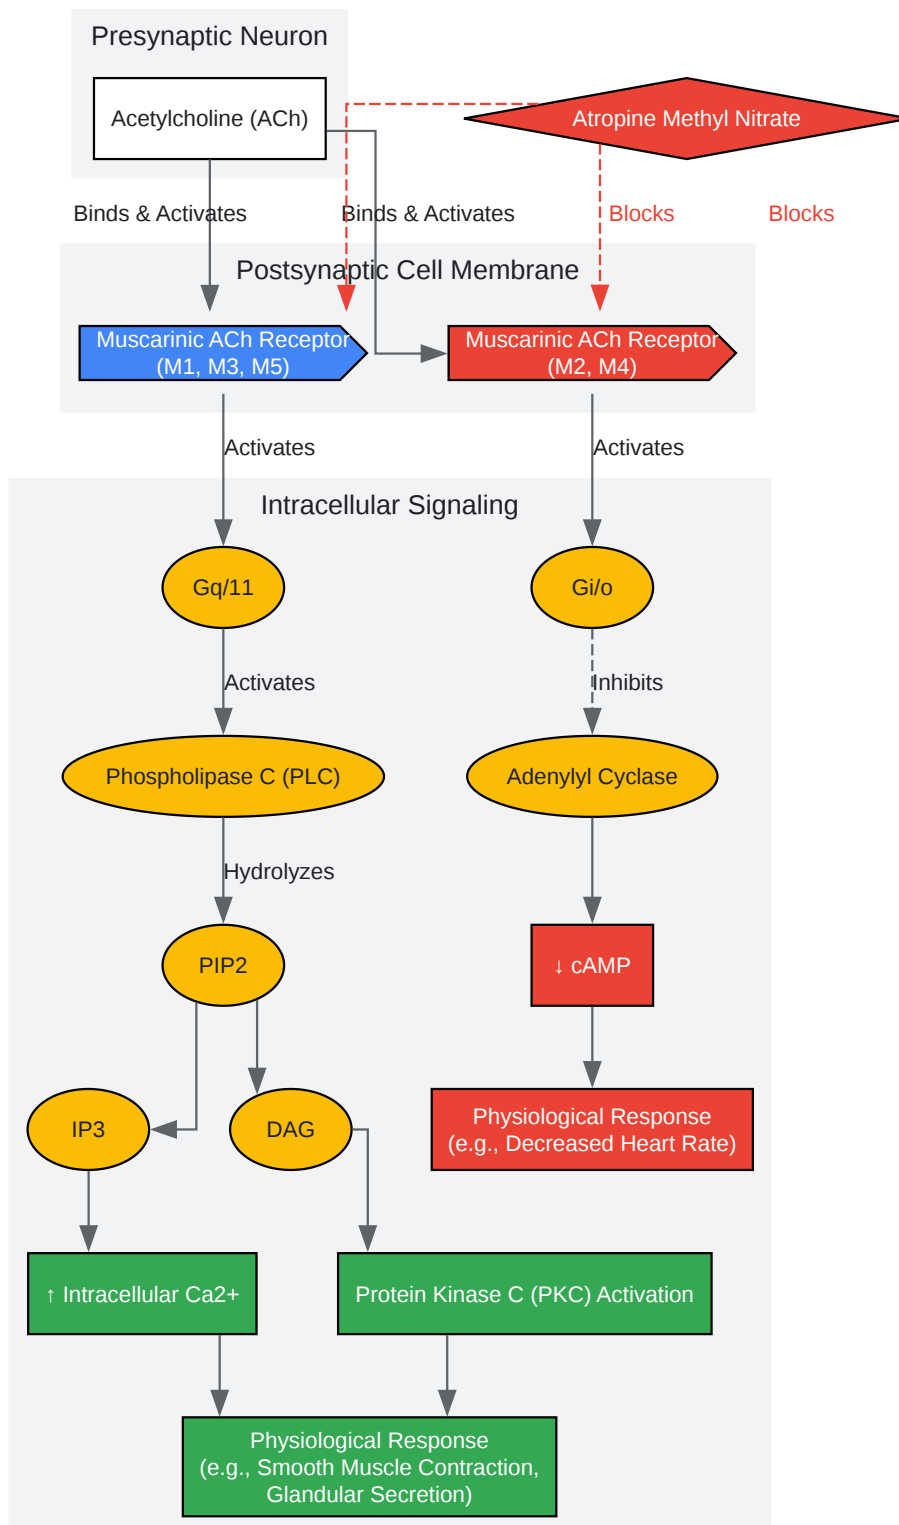 Presynaptic Neuron
Acetylcholine (ACh)
Atropine Methyl Nitrate
Binds & Activates
Binds & Activates
Blocks
Blocks
Postsynaptic Cell Membrane
Muscarinic ACh Receptor
(M1, M3, M5)
Muscarinic ACh Receptor
(M2, M4)
Activates
Activates
Intracellular Signaling
Gq/11
Gi/o
Activates
Inhibits
Phospholipase C (PLC)
Adenylyl Cyclase
Hydrolyzes
PIP2
↓ cAMP
IP3
DAG
Physiological Response
(e.g., Decreased Heart Rate)
↑ Intracellular Ca2+
Protein Kinase C (PKC) Activation
Physiological Response
(e.g., Smooth Muscle Contraction,
Glandular Secretion)